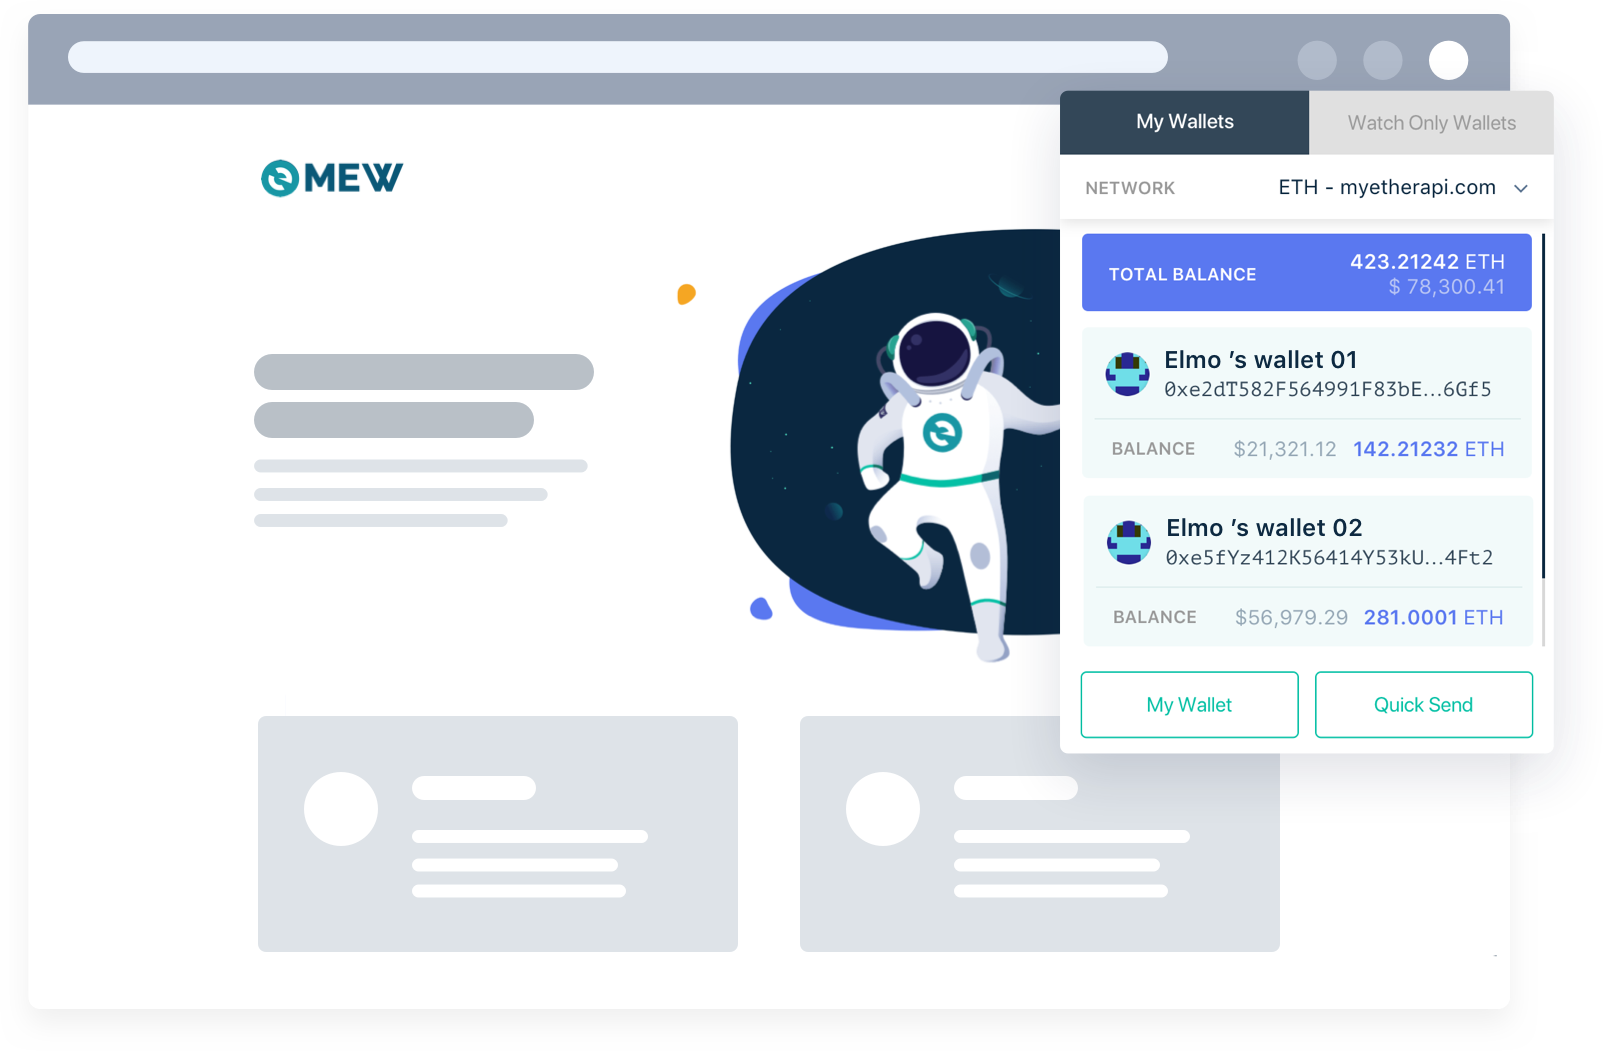 MEW
My Wallets
Watch Only Wallets
NETWORK
ETH - myetherapi.com
TOTAL BALANCE
423.21242 ETH
$ 78,300.41
Elmo ’s wallet 01
0xe2dT582F564991F83bE...6Gf5
BALANCE $21,321.12 142.21232 ETH
Elmo ’s wallet 02
0xe5fYz412K56414Y53kU...4Ft2
BALANCE $56,979.29 281.0001 ETH
My Wallet
Quick Send